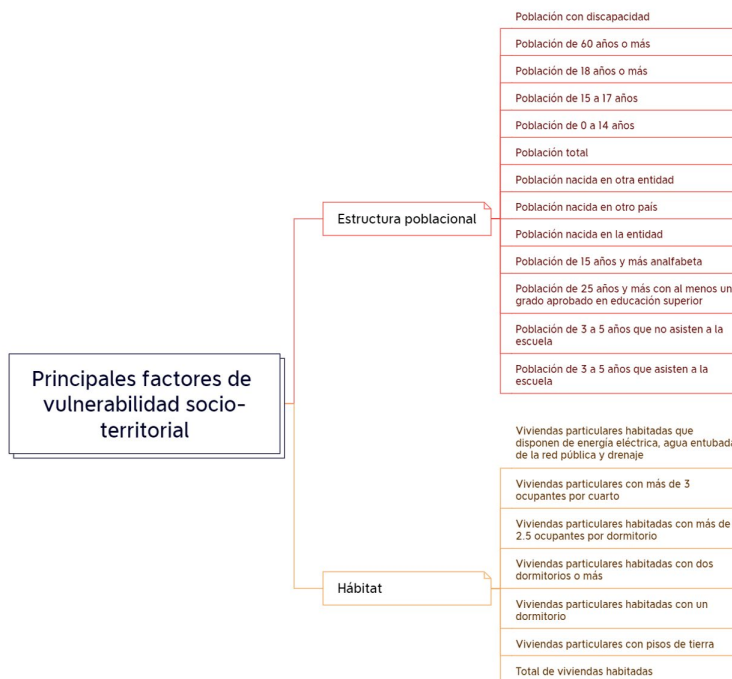 Principales factores de
vulnerabilidad socio-
territorial
Estructura poblacional
Población con discapacidad
Población de 60 años o más
Población de 18 años o más
Población de 15 a 17 años
Población de 0 a 14 años
Población total
Población nacida en otra entidad
Población nacida en otro país
Población nacida en la entidad
Población de 15 años y más analfabeta
Población de 25 años y más con al menos un
grado aprobado en educación superior
Población de 3 a 5 años que no asisten a la
escuela
Población de 3 a 5 años que asisten a la
escuela
Hábitat
Viviendas particulares habitadas que
disponen de energía eléctrica, agua entubada
de la red pública y drenaje
Viviendas particulares con más de 3
ocupantes por cuarto
Viviendas particulares habitadas con más de
2.5 ocupantes por dormitorio
Viviendas particulares habitadas con dos
dormitorios o más
Viviendas particulares habitadas con un
dormitorio
Viviendas particulares con pisos de tierra
Total de viviendas habitadas